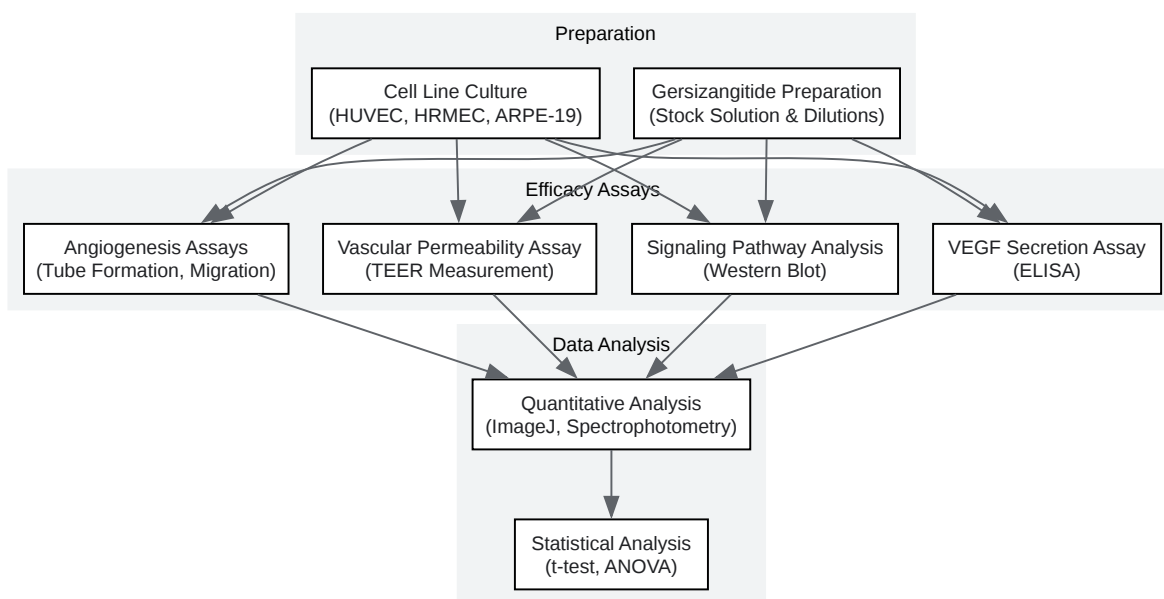 Preparation
Cell Line Culture
(HUVEC, HRMEC, ARPE-19)
Gersizangitide Preparation
(Stock Solution & Dilutions)
Efficacy Assays
Angiogenesis Assays
(Tube Formation, Migration)
Vascular Permeability Assay
(TEER Measurement)
Signaling Pathway Analysis
(Western Blot)
VEGF Secretion Assay
(ELISA)
Data Analysis
Quantitative Analysis
(ImageJ, Spectrophotometry)
Statistical Analysis
(t-test, ANOVA)